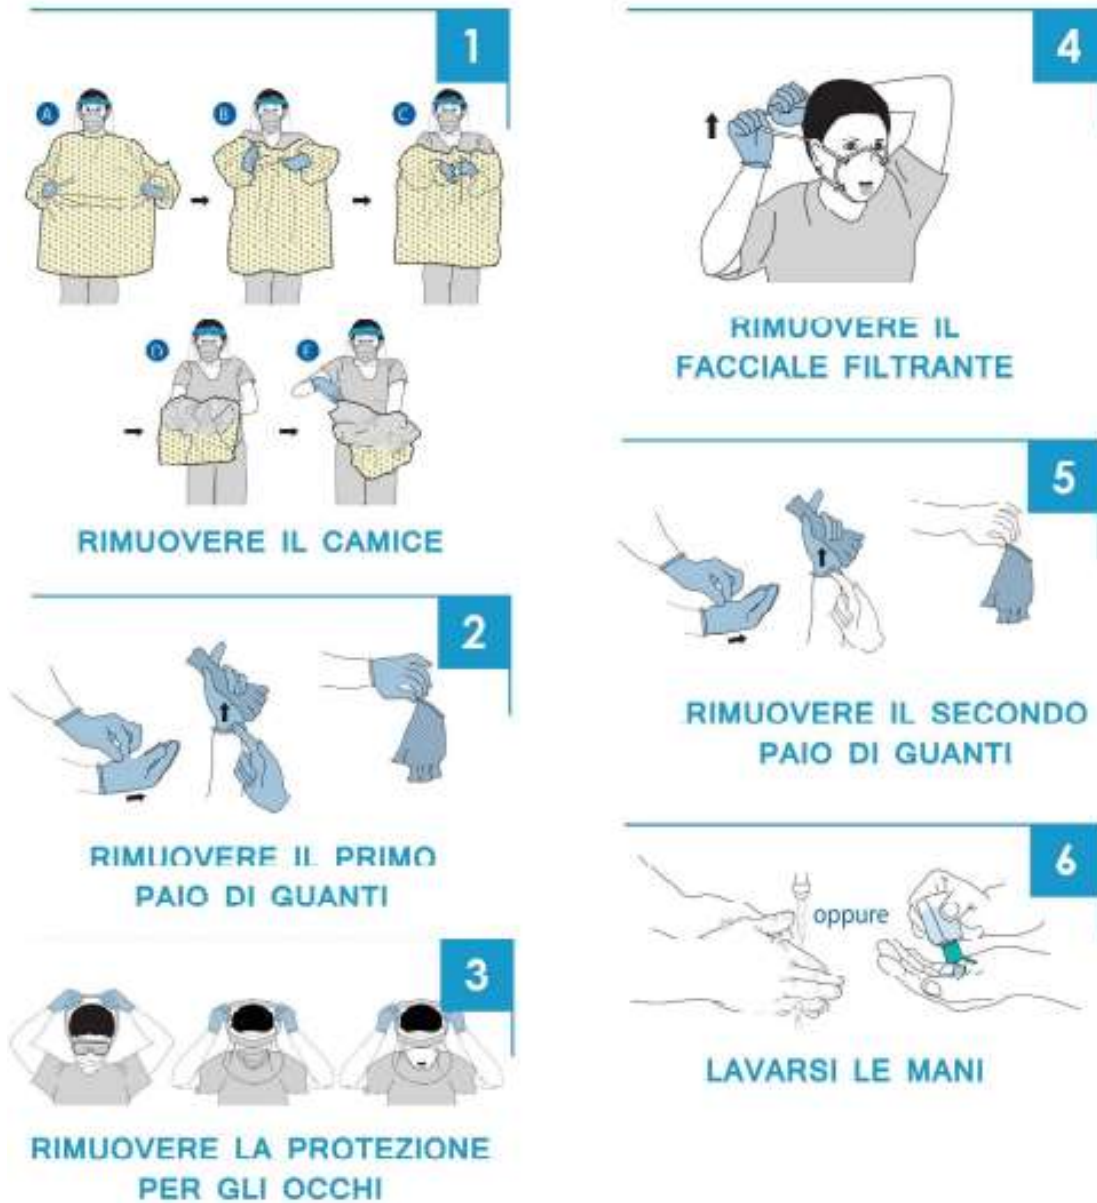 1
A
B
C
D
E
RIMUOVERE IL CAMICE
2
RIMUOVERE IL PRIMO
PAIO DI GUANTI
3
RIMUOVERE LA PROTEZIONE
PER GLI OCCHI
4
RIMUOVERE IL
FACCIALE FILTRANTE
5
RIMUOVERE IL SECONDO
PAIO DI GUANTI
6
oppure
LAVARSI LE MANI